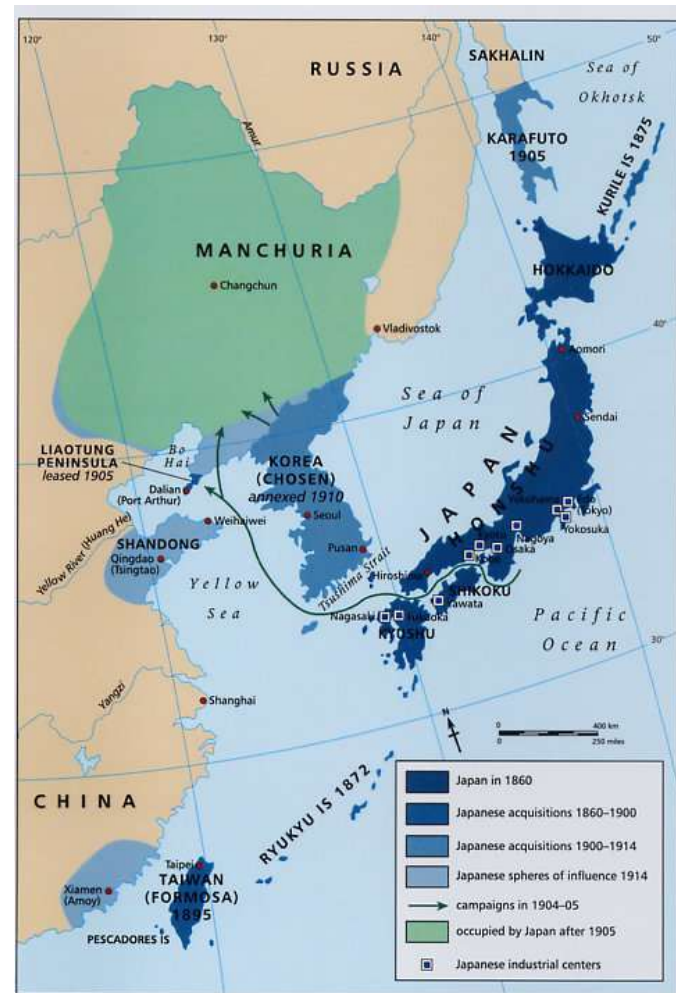 120°
130°
140°
50°
RUSSIA
SAKHALIN
Sea of
Okhotsk
Amur
KARAFUTO
1905
KURILE IS 1875
MANCHURIA
HOKKAIDO
Changchun
Vladivostok
40°
Aomori
Sea of
Japan
Sendai
LIAOTUNG
PENINSULA
leased 1905
Bo
Hai
KOREA
(CHOSEN)
annexed 1910
JAPAN
HONSHU
Dalian
(Port Arthur)
Yokohama
Edo
(Tokyo)
Yokosuka
Weihaiwei
Seoul
Nagoya
Kyoto
Osaka
Kobe
Yellow River (Huang He)
SHANDONG
Qingdao
(Tsingtao)
Pusan
Tsushima Strait
Hiroshima
SHIKOKU
Yawata
Yellow
Sea
Nagasaki
Fukuoka
KYUSHU
Pacific
Ocean
30°
Yangzi
Shanghai
N
0 400 km
0 250 miles
CHINA
RYUKYU IS 1872
Taipei
TAIWAN
(FORMOSA)
1895
Xiamen
(Amoy)
PESCADORES IS
Japan in 1860
Japanese acquisitions 1860–1900
Japanese acquisitions 1900–1914
Japanese spheres of influence 1914
campaigns in 1904–05
occupied by Japan after 1905
Japanese industrial centers